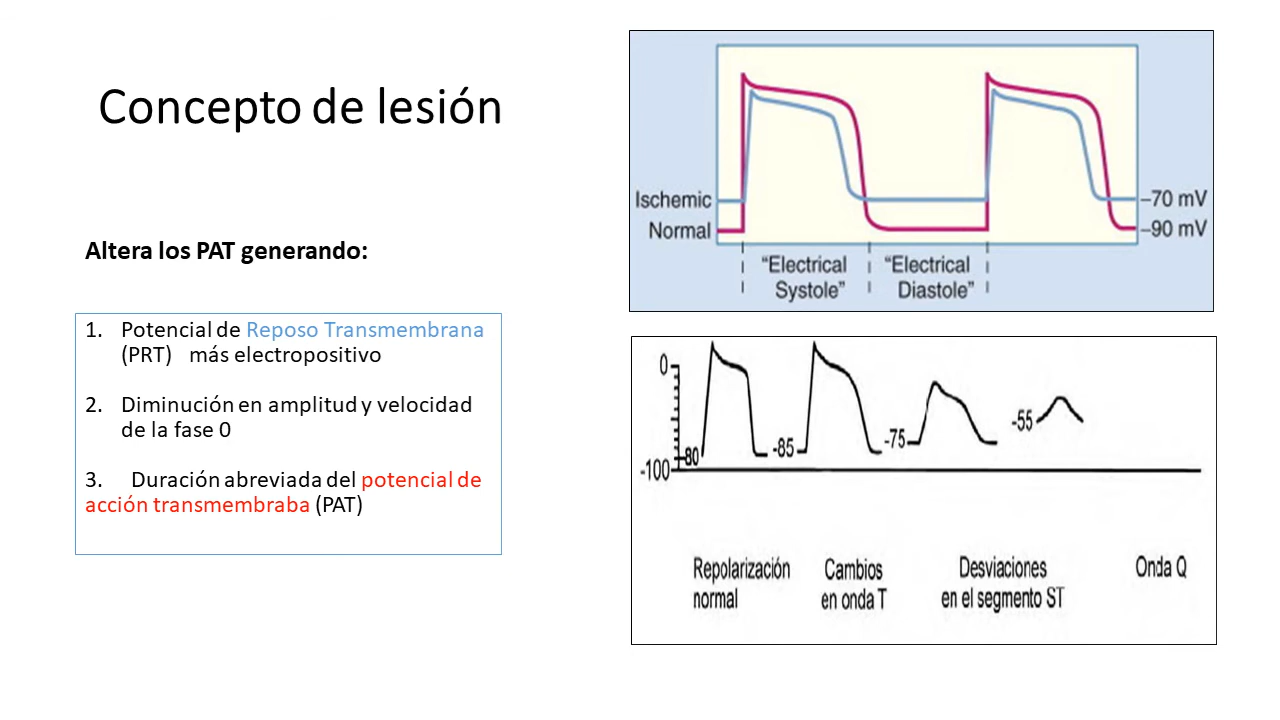 Concepto de lesión
Altera los PAT generando:
1. Potencial de Reposo Transmembrana
(PRT) más electropositivo
2. Diminución en amplitud y velocidad
de la fase 0
3. Duración abreviada del potencial de
acción transmembraba (PAT)
Ischemic
Normal
–70 mV
–90 mV
“Electrical
Systole”
“Electrical
Diastole”
0
-100
-80
-85
-75
-55
Repolarización
normal
Cambios
en onda T
Desviaciones
en el segmento ST
Onda Q